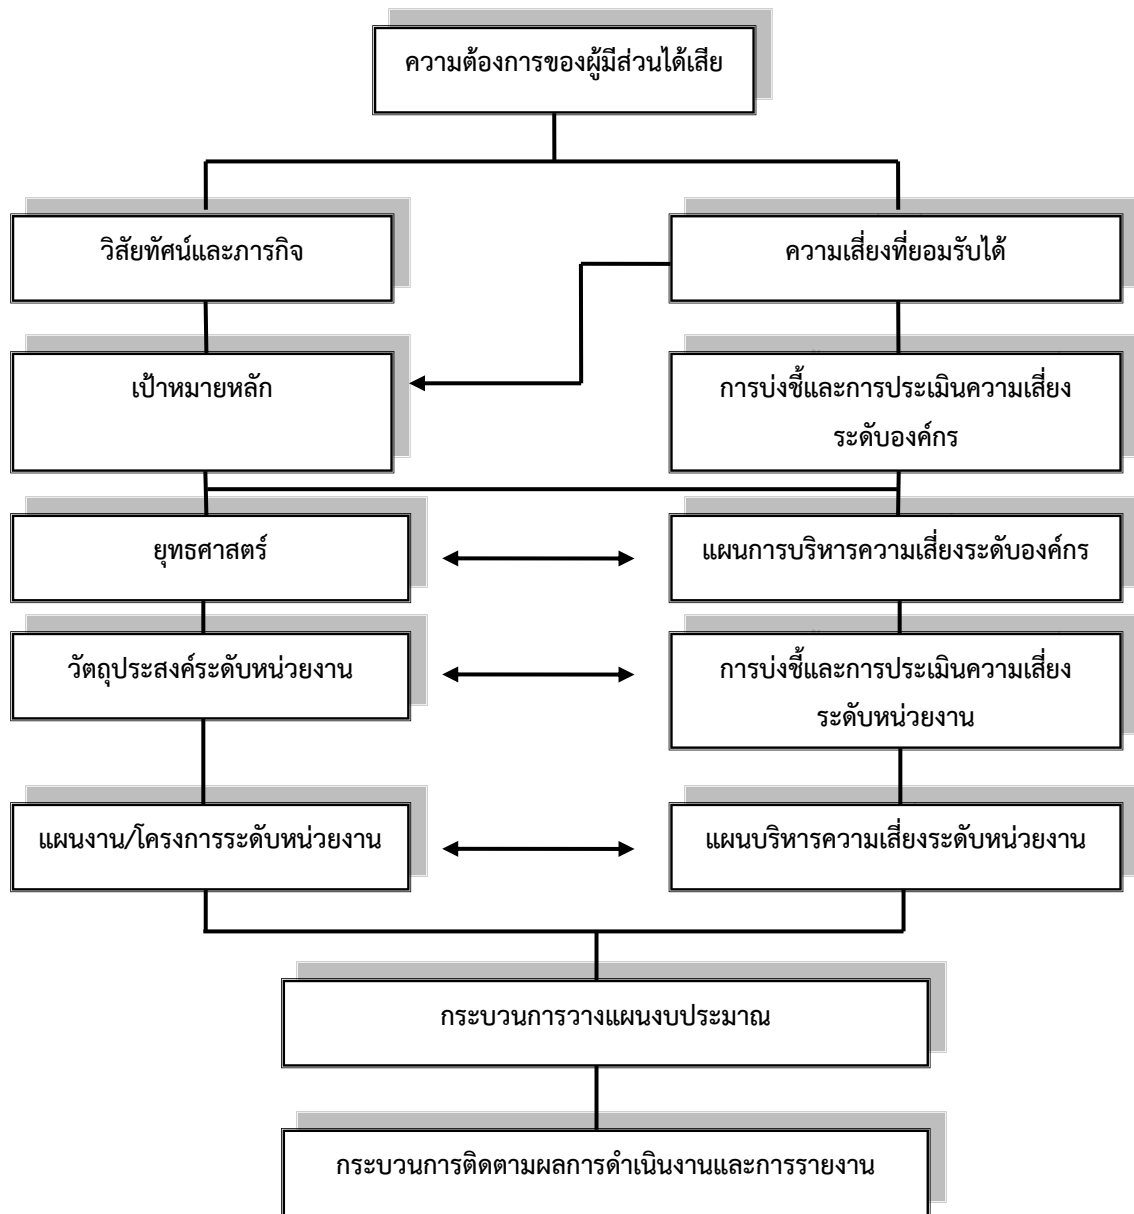 ความต้องการของผู้มีส่วนได้เสีย
วิสัยทัศน์และภารกิจ
ความเสี่ยงที่ยอมรับได้
เป้าหมายหลัก
การบ่งชี้และการประเมินความเสี่ยง
ระดับองค์กร
ยุทธศาสตร์
แผนการบริหารความเสี่ยงระดับองค์กร
วัตถุประสงค์ระดับหน่วยงาน
การบ่งชี้และการประเมินความเสี่ยง
ระดับหน่วยงาน
แผนงาน/โครงการระดับหน่วยงาน
แผนบริหารความเสี่ยงระดับหน่วยงาน
กระบวนการวางแผนงบประมาณ
กระบวนการติดตามผลการดำเนินงานและการรายงาน